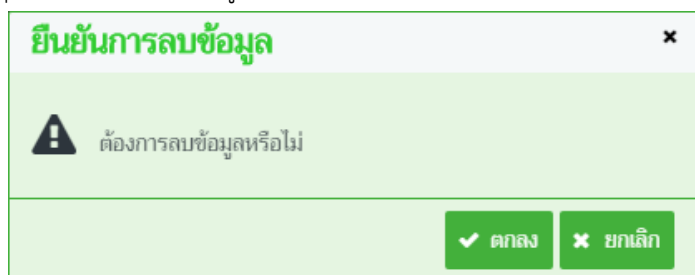 ยืนยันการลบข้อมูล
ต้องการลบข้อมูลหรือไม่
ตกลง ยกเลิก